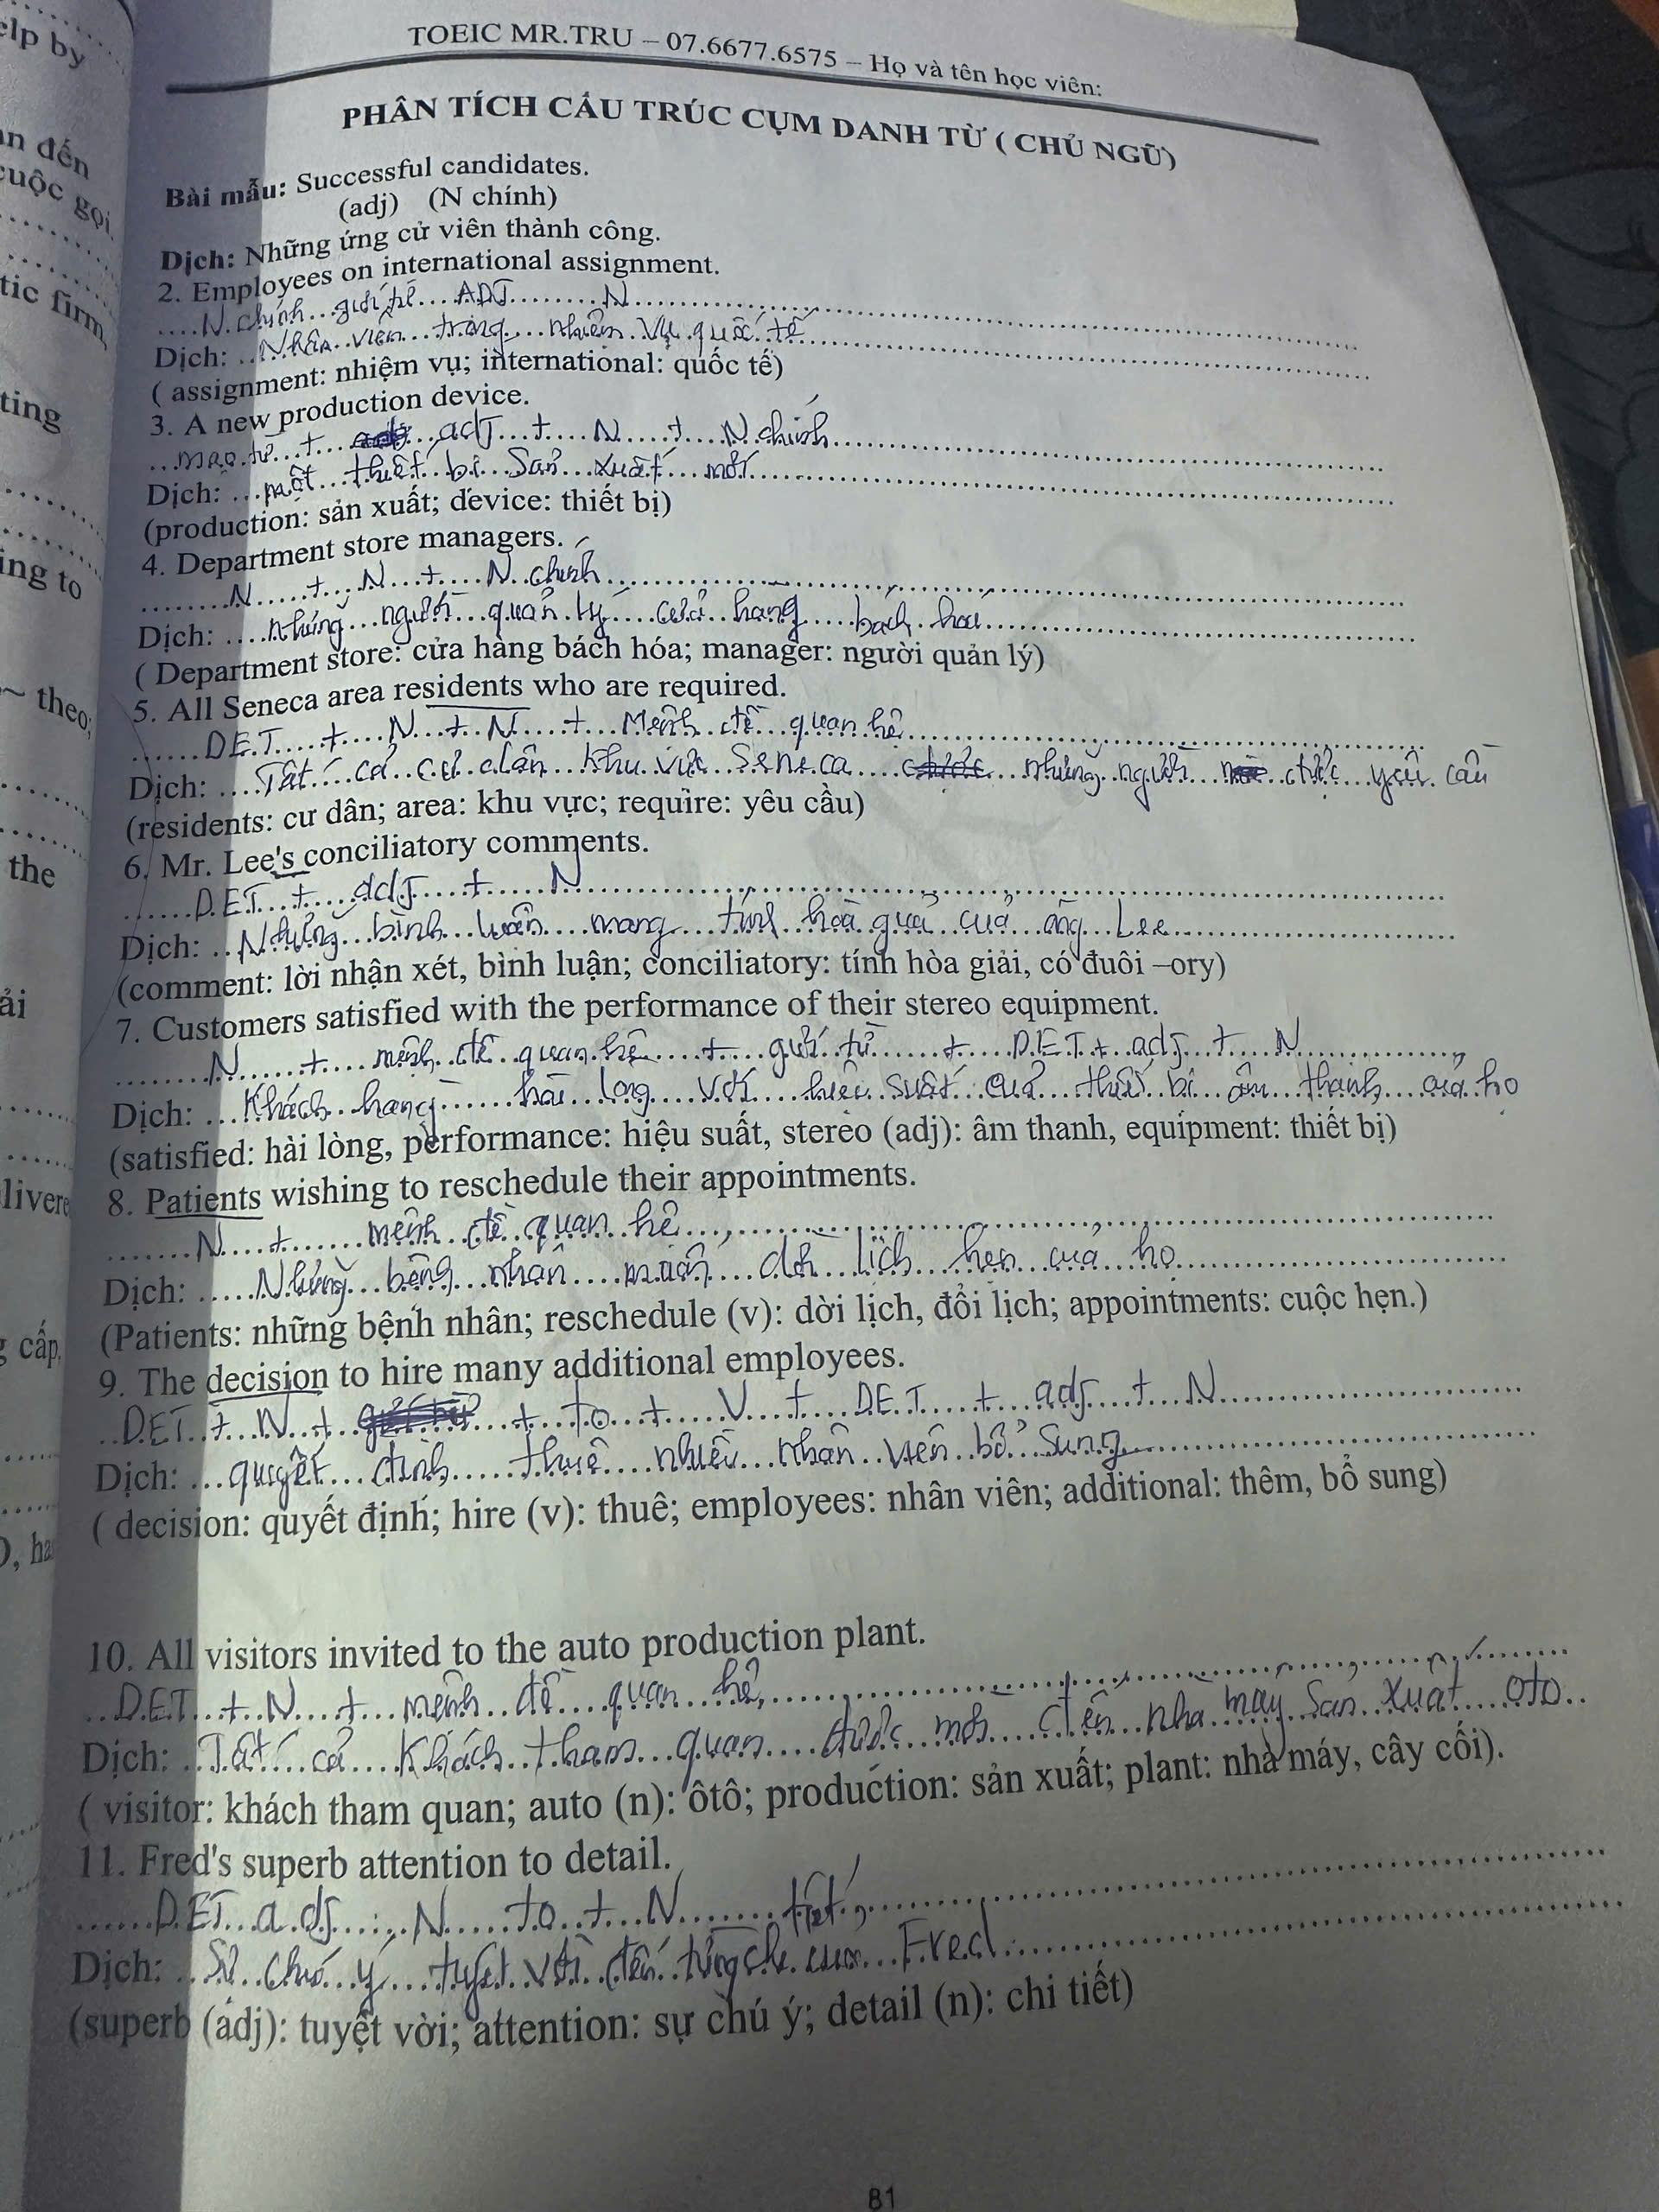 elp by
ẫn đến
cuộc gọi
tic firm,
ting
ing to
~ theo;
the
ải
livere
g cấp,
TOEIC MR.TRU – 07.6677.6575 – Họ và tên học viên:
PHÂN TÍCH CẤU TRÚC CỤM DANH TỪ ( CHỦ NGỮ)
Bài mẫu: Successful candidates.
(adj) (N chính)
Dịch: Những ứng cử viên thành công.
2. Employees on international assignment.
N chính giới từ ADJ N
Dịch: Nhân viên trong nhiệm vụ quốc tế
( assignment: nhiệm vụ; international: quốc tế)
3. A new production device.
mạo từ + adj + N + N chính
Dịch: một thiết bị sản xuất mới
(production: sản xuất; device: thiết bị)
4. Department store managers.
N + N + N chính
Dịch: những người quản lý cửa hàng bách hoá
( Department store: cửa hàng bách hóa; manager: người quản lý)
5. All Seneca area residents who are required.
DET + N + N + Mệnh đề quan hệ
Dịch: Tất cả cư dân khu vực Seneca những người được yêu cầu
(residents: cư dân; area: khu vực; require: yêu cầu)
6. Mr. Lee's conciliatory comments.
DET + adj + N
Dịch: Những bình luận mang tính hoà giải của ông Lee
(comment: lời nhận xét, bình luận; conciliatory: tính hòa giải, có đuôi –ory)
7. Customers satisfied with the performance of their stereo equipment.
N + mệnh đề quan hệ + giới từ + DET + adj + N
Dịch: Khách hàng hài lòng với hiệu suất của thiết bị âm thanh của họ
(satisfied: hài lòng, performance: hiệu suất, stereo (adj): âm thanh, equipment: thiết bị)
8. Patients wishing to reschedule their appointments.
N + mệnh đề quan hệ
Dịch: Những bệnh nhân muốn dời lịch hẹn của họ
(Patients: những bệnh nhân; reschedule (v): dời lịch, đổi lịch; appointments: cuộc hẹn.)
9. The decision to hire many additional employees.
DET + N + + to + V + DET + adj + N
Dịch: quyết định thuê nhiều nhân viên bổ sung
( decision: quyết định; hire (v): thuê; employees: nhân viên; additional: thêm, bổ sung)
10. All visitors invited to the auto production plant.
DET + N + mệnh đề quan hệ
Dịch: Tất cả khách tham quan được mời đến nhà máy sản xuất oto
( visitor: khách tham quan; auto (n): ôtô; production: sản xuất; plant: nhà máy, cây cối).
11. Fred's superb attention to detail.
DET adj N to + N
Dịch: Sự chú ý tuyệt vời đến từng chi tiết của Fred
(superb (adj): tuyệt vời; attention: sự chú ý; detail (n): chi tiết)
81